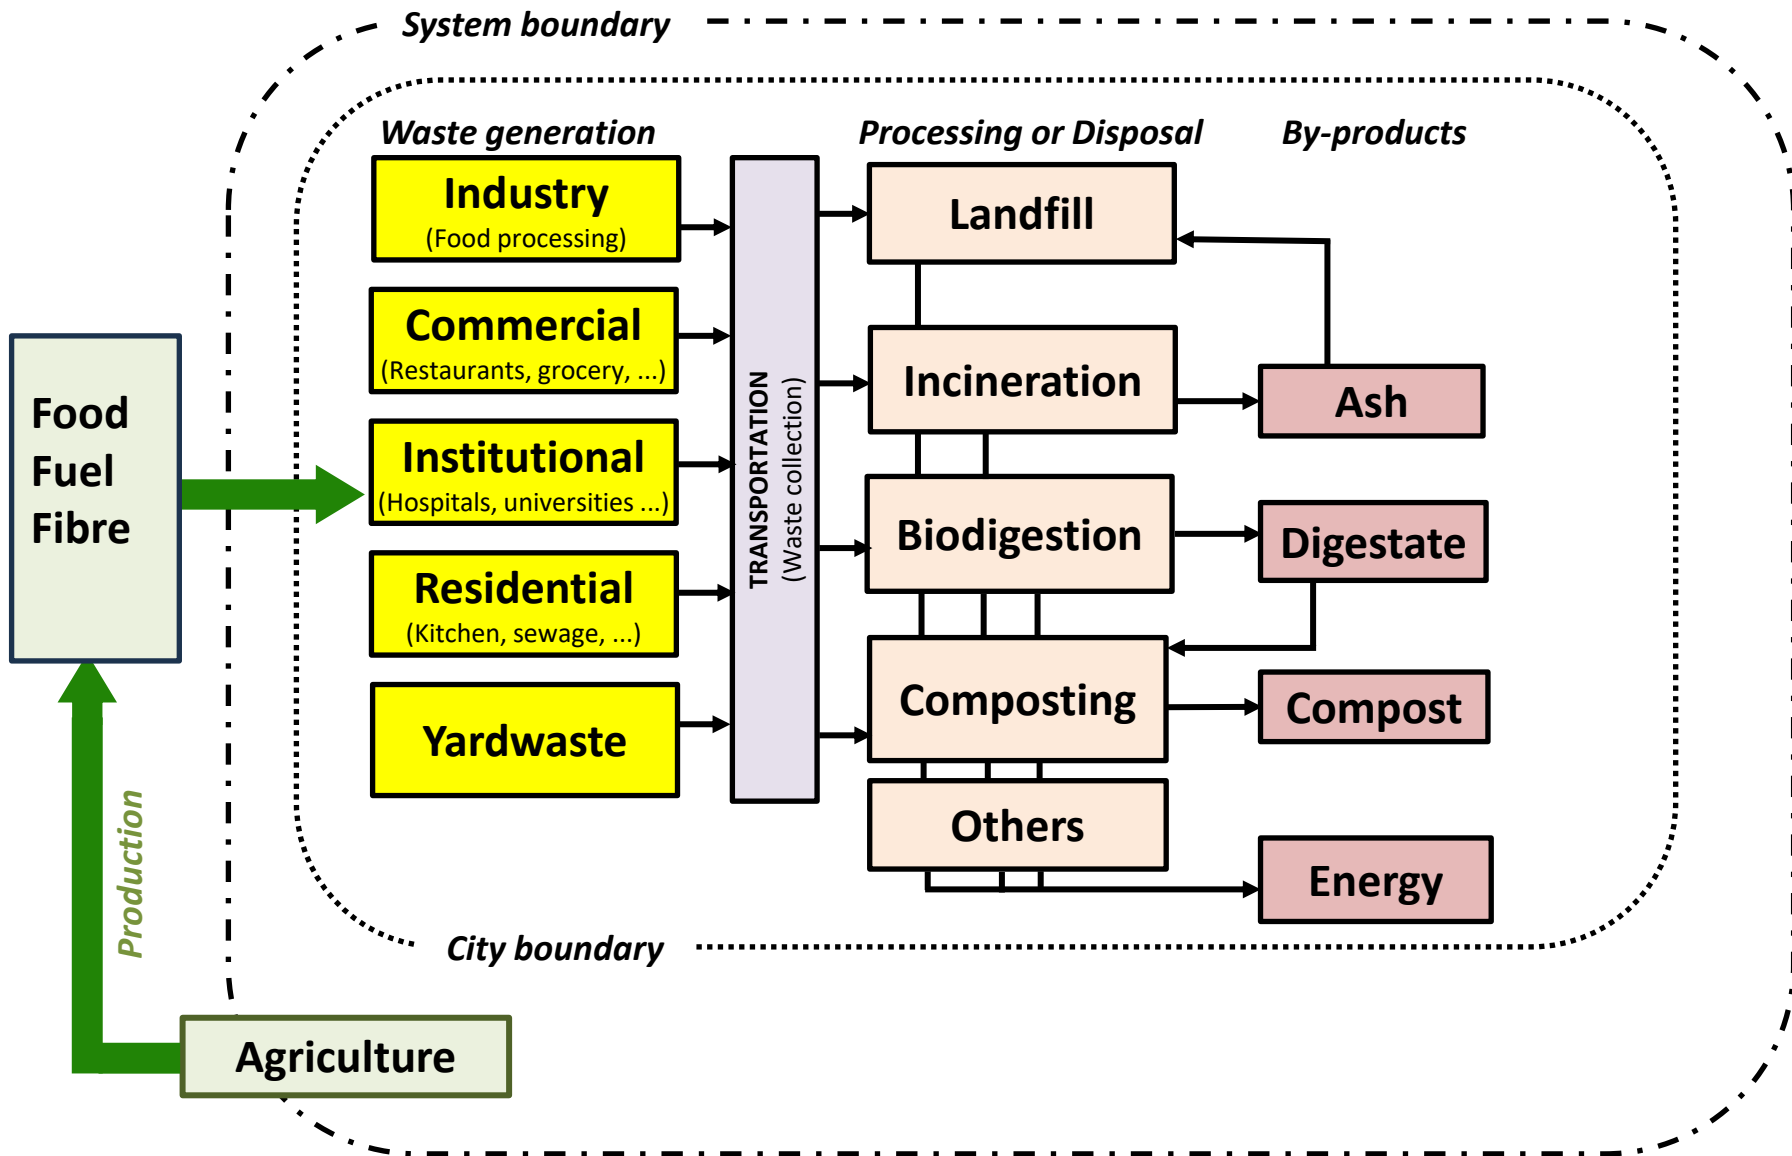 System boundary
Waste generation
Processing or Disposal
By-products
Industry
(Food processing)
Commercial
(Restaurants, grocery, ...)
Institutional
(Hospitals, universities ...)
Residential
(Kitchen, sewage, ...)
Yardwaste
TRANSPORTATION
(Waste collection)
Landfill
Incineration
Biodigestion
Composting
Others
Ash
Digestate
Compost
Energy
Food
Fuel
Fibre
Production
City boundary
Agriculture